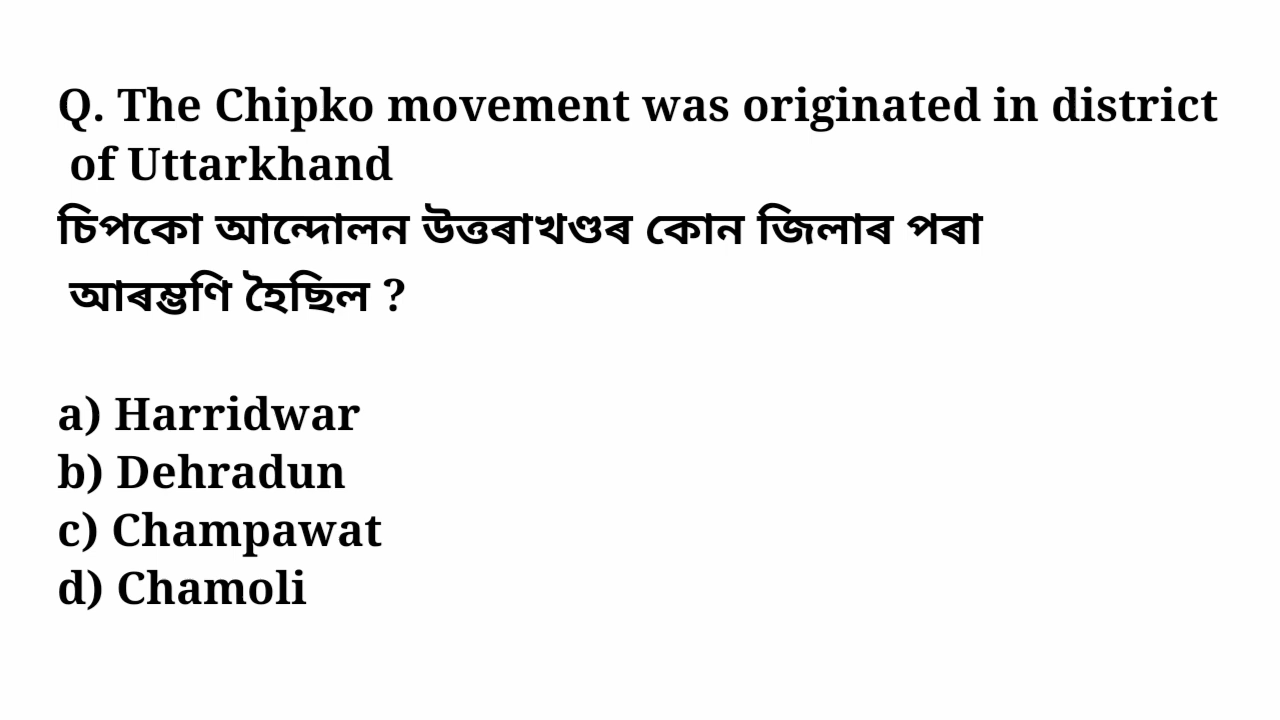 Q. The Chipko movement was originated in district
of Uttarkhand
চিপকো আন্দোলন উত্তৰাখণ্ডৰ কোন জিলাৰ পৰা
আৰম্ভণি হৈছিল ?
a) Harridwar
b) Dehradun
c) Champawat
d) Chamoli